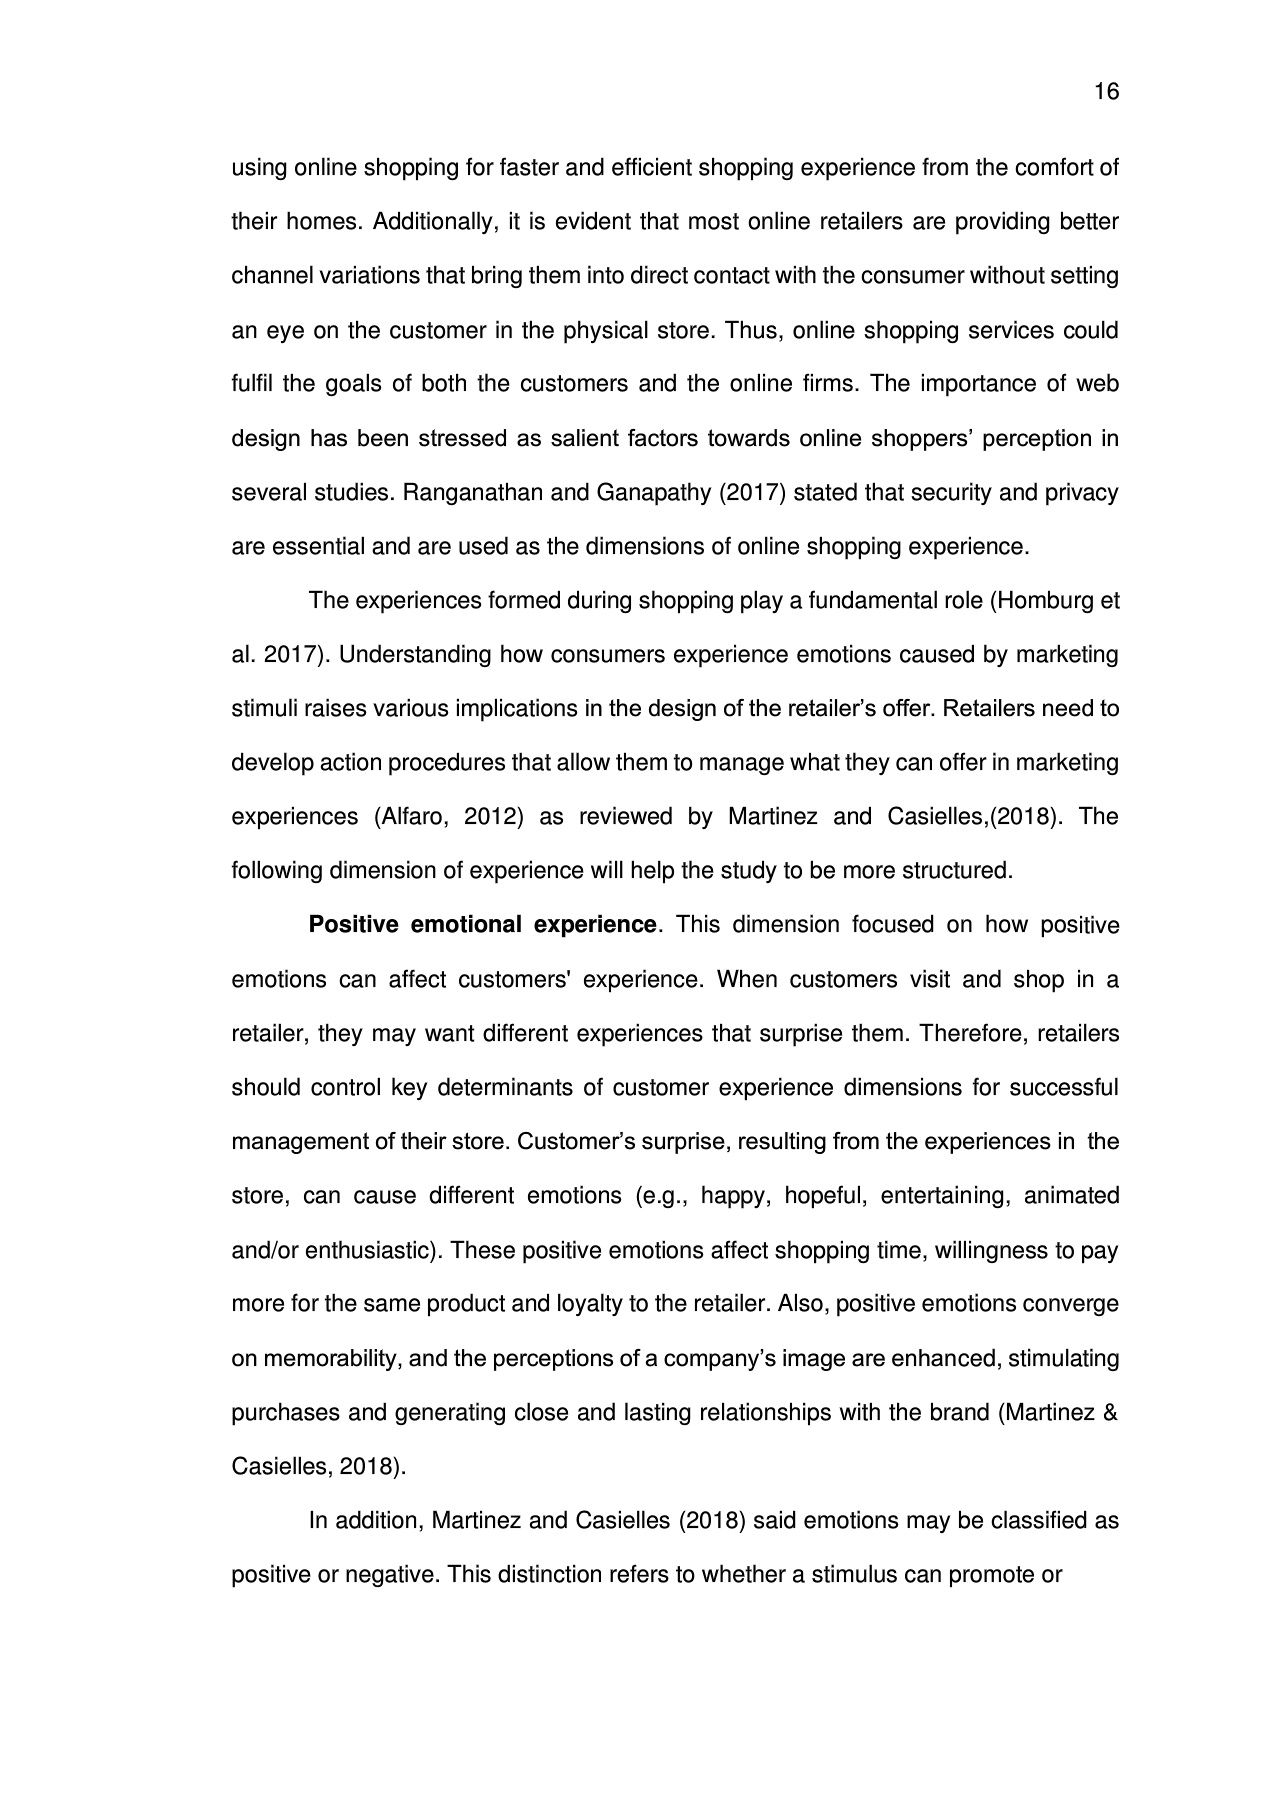 16
using online shopping for faster and efficient shopping experience from the comfort of
their homes. Additionally, it is evident that most online retailers are providing better
channel variations that bring them into direct contact with the consumer without setting
an eye on the customer in the physical store. Thus, online shopping services could
fulfil the goals of both the customers and the online firms. The importance of web
design has been stressed as salient factors towards online shoppers’ perception in
several studies. Ranganathan and Ganapathy (2017) stated that security and privacy
are essential and are used as the dimensions of online shopping experience.
The experiences formed during shopping play a fundamental role (Homburg et
al. 2017). Understanding how consumers experience emotions caused by marketing
stimuli raises various implications in the design of the retailer’s offer. Retailers need to
develop action procedures that allow them to manage what they can offer in marketing
experiences (Alfaro, 2012) as reviewed by Martinez and Casielles,(2018). The
following dimension of experience will help the study to be more structured.
Positive emotional experience. This dimension focused on how positive
emotions can affect customers' experience. When customers visit and shop in a
retailer, they may want different experiences that surprise them. Therefore, retailers
should control key determinants of customer experience dimensions for successful
management of their store. Customer’s surprise, resulting from the experiences in the
store, can cause different emotions (e.g., happy, hopeful, entertaining, animated
and/or enthusiastic). These positive emotions affect shopping time, willingness to pay
more for the same product and loyalty to the retailer. Also, positive emotions converge
on memorability, and the perceptions of a company’s image are enhanced, stimulating
purchases and generating close and lasting relationships with the brand (Martinez &
Casielles, 2018).
In addition, Martinez and Casielles (2018) said emotions may be classified as
positive or negative. This distinction refers to whether a stimulus can promote or